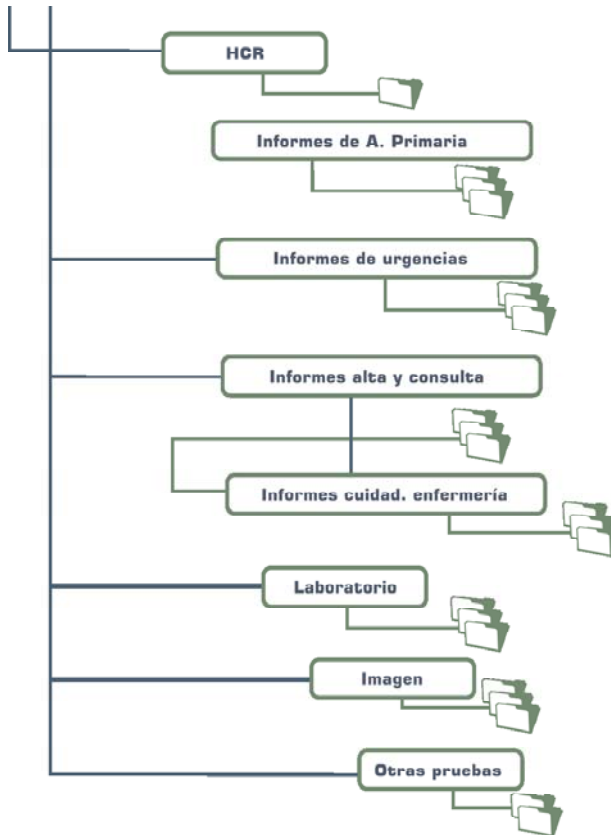 HCR
Informes de A. Primaria
Informes de urgencias
Informes alta y consulta
Informes cuidad. enfermería
Laboratorio
Imagen
Otras pruebas